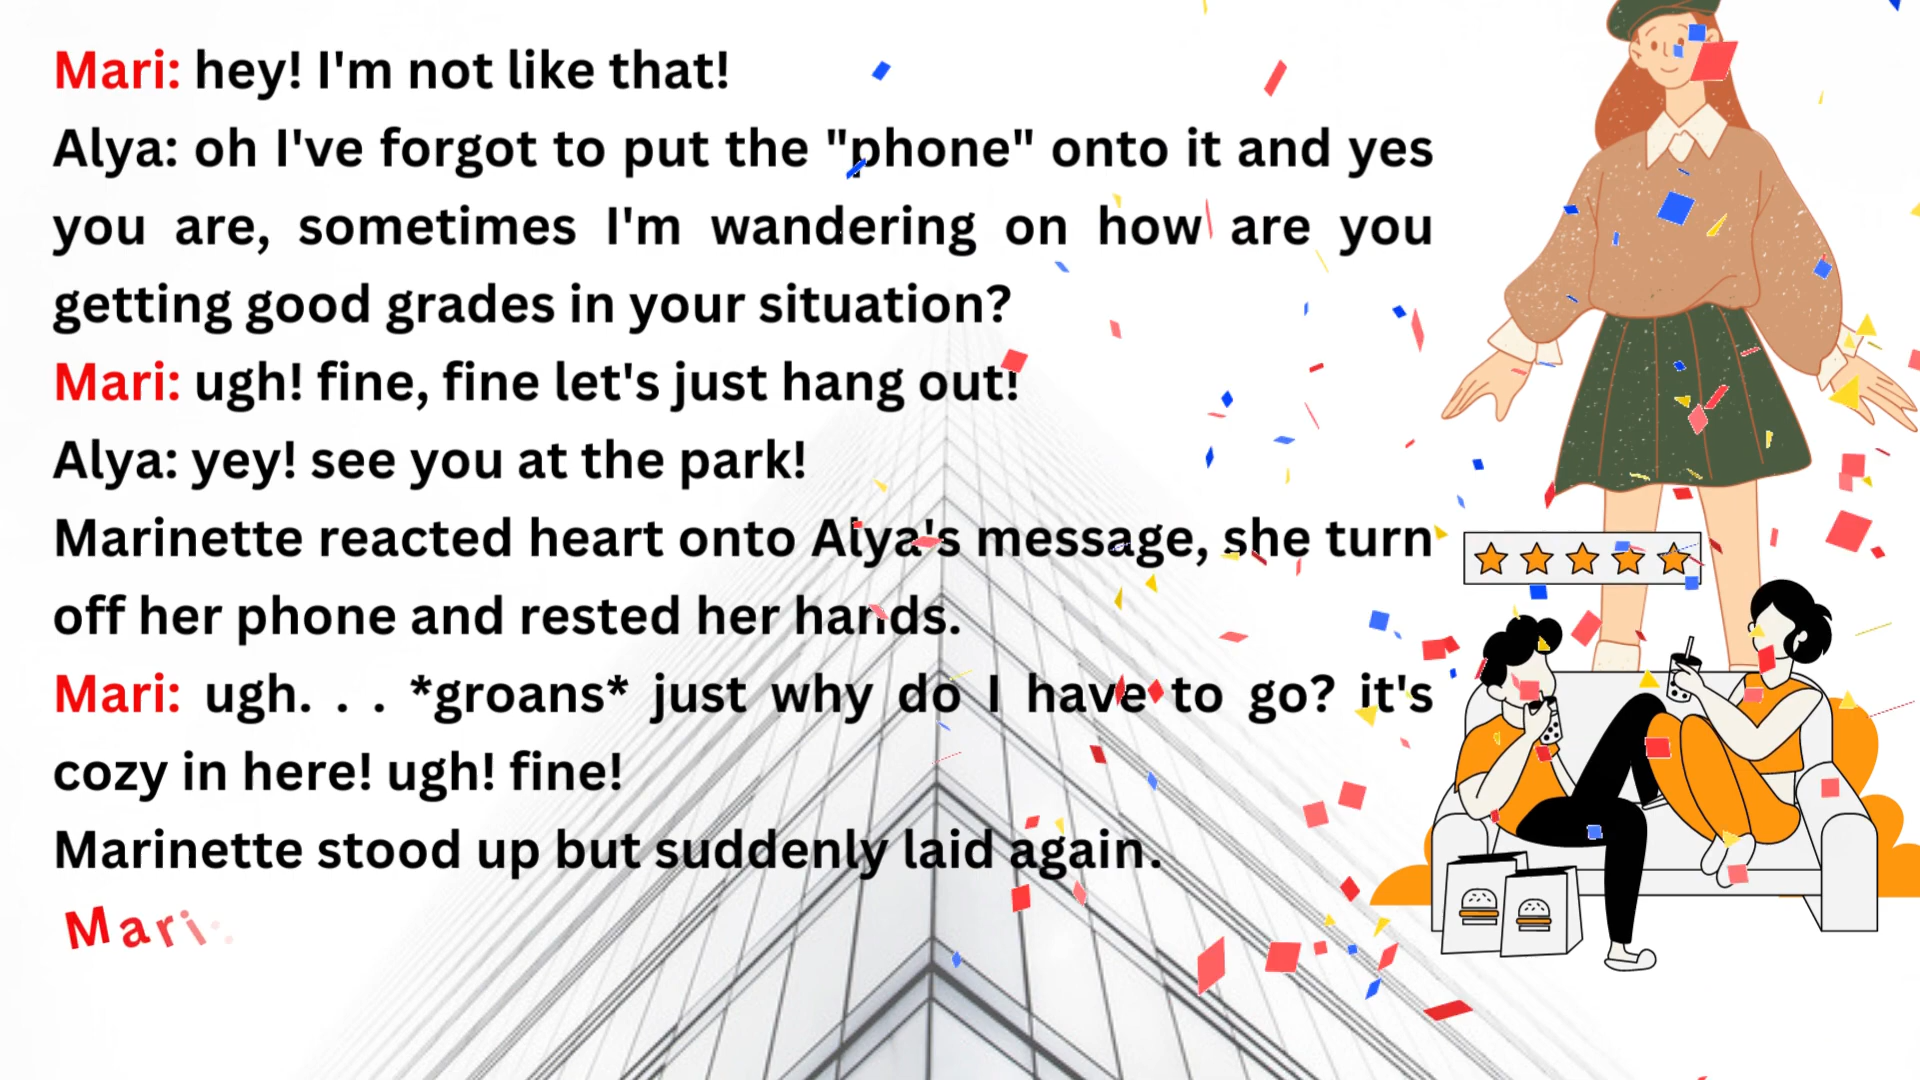 Mari: hey! I'm not like that!
Alya: oh I've forgot to put the "phone" onto it and yes
you are, sometimes I'm wandering on how are you
getting good grades in your situation?
Mari: ugh! fine, fine let's just hang out!
Alya: yey! see you at the park!
Marinette reacted heart onto Alya's message, she turn
off her phone and rested her hands.
Mari: ugh. . . *groans* just why do I have to go? it's
cozy in here! ugh! fine!
Marinette stood up but suddenly laid again.
Mari: